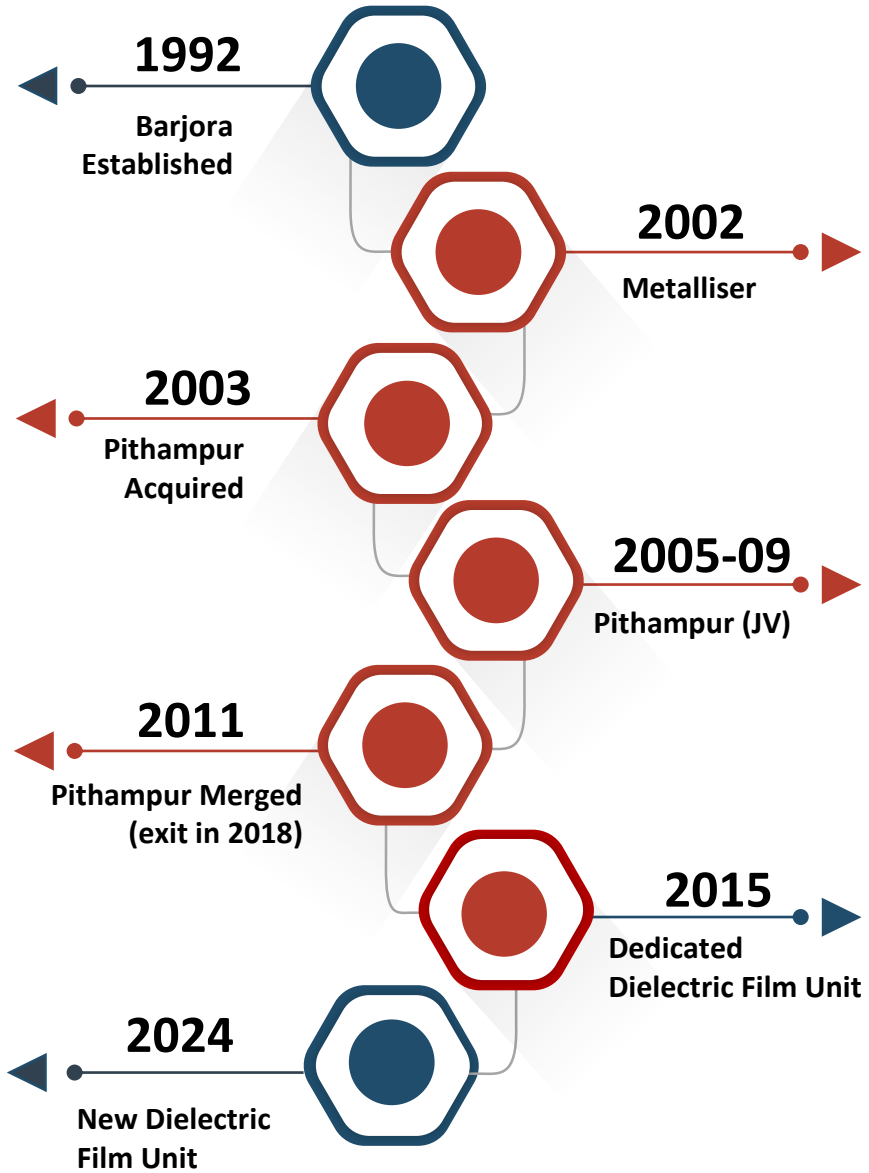 1992
Barjora
Established
2002
Metalliser
2003
Pithampur
Acquired
2005-09
Pithampur (JV)
2011
Pithampur Merged
(exit in 2018)
2015
Dedicated
Dielectric Film Unit
2024
New Dielectric
Film Unit